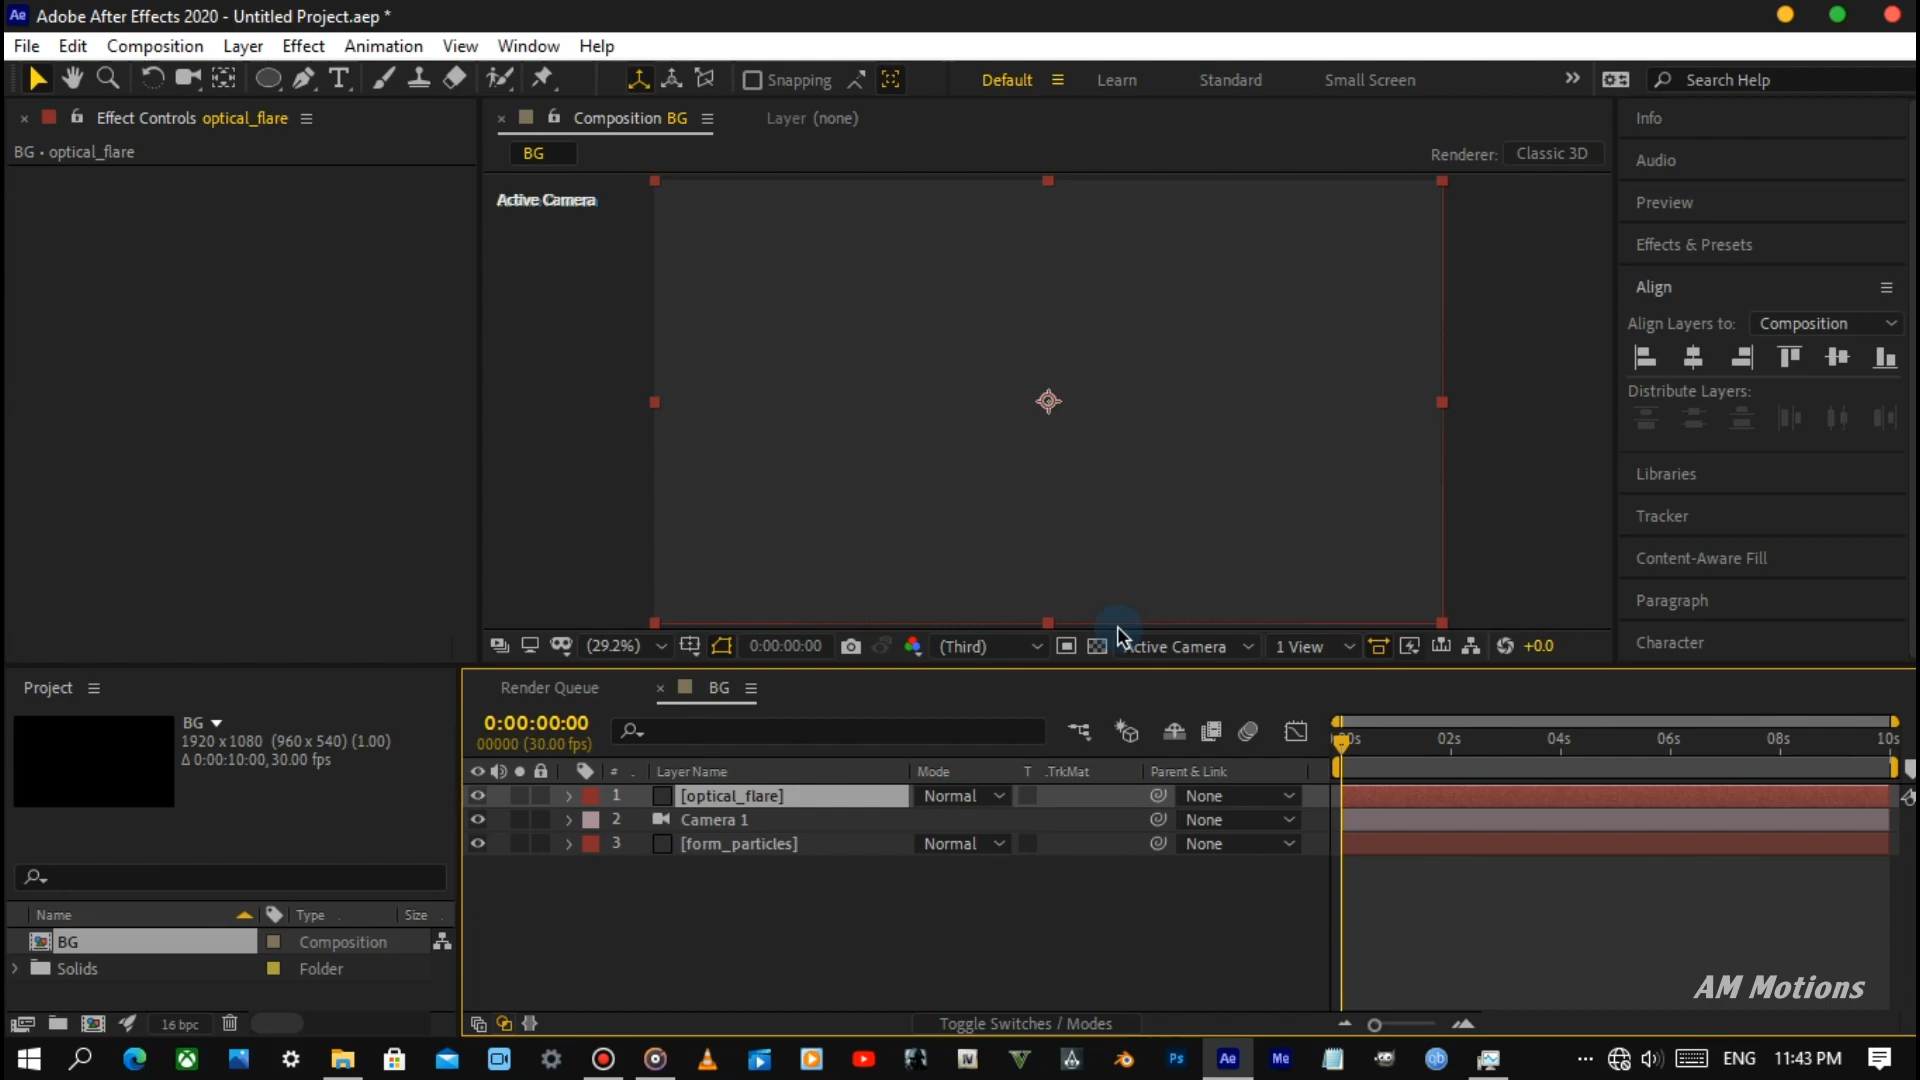 Ae Adobe After Effects 2020 - Untitled Project.aep *
File Edit Composition Layer Effect Animation View Window Help
T Snapping Default Learn Standard Small Screen Search Help
Effect Controls optical_flare
Composition BG
Layer (none)
Info
BG • optical_flare
BG
Renderer: Classic 3D
Audio
Active Camera
Preview
Effects & Presets
Align
Align Layers to: Composition
Distribute Layers:
Libraries
Tracker
Content-Aware Fill
Paragraph
Character
(29.2%) 0:00:00:00 (Third) Active Camera 1 View +0.0
Project
Render Queue
BG
BG
1920 x 1080 (960 x 540) (1.00)
Δ 0:00:10:00, 30.00 fps
0:00:00:00
00000 (30.00 fps)
00s 02s 04s 06s 08s 10s
# Layer Name Mode T .TrkMat Parent & Link
1 [optical_flare] Normal None
2 Camera 1 None
3 [form_particles] Normal None
Name Type Size
BG Composition
Solids Folder
16 bpc
Toggle Switches / Modes
AM Motions
IV Ps Ae Me qb ENG 11:43 PM